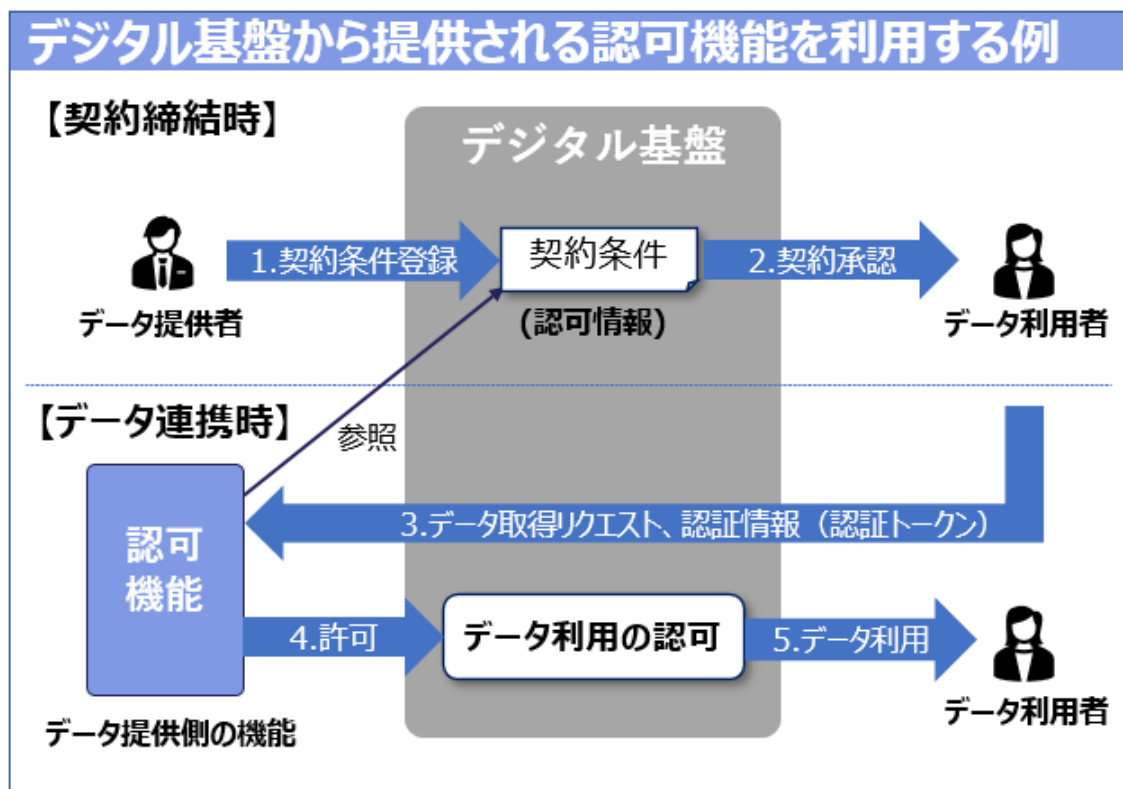 デジタル基盤から提供される認可機能を利用する例
【契約締結時】
デジタル基盤
1.契約条件登録
契約条件
2.契約承認
データ提供者
(認可情報)
データ利用者
【データ連携時】
参照
3.データ取得リクエスト、認証情報（認証トークン）
認可
機能
4.許可
データ利用の認可
5.データ利用
データ提供側の機能
データ利用者